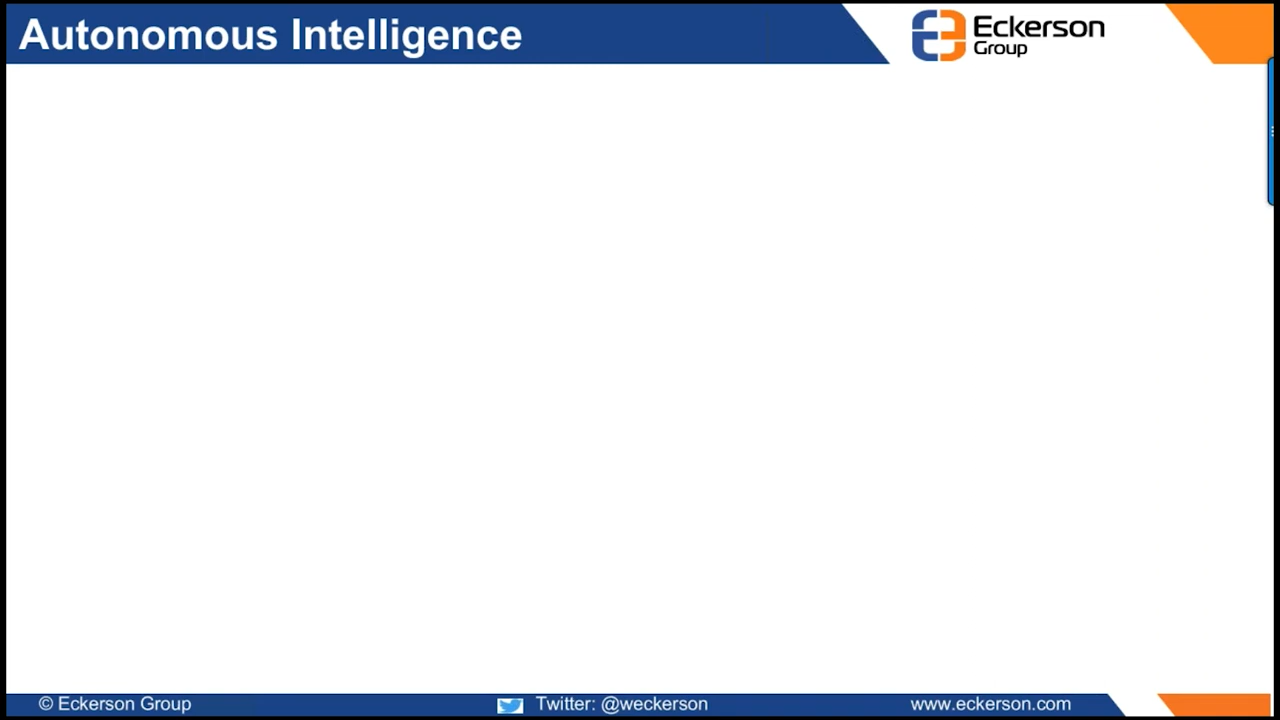 Autonomous Intelligence
Eckerson
Group
© Eckerson Group
Twitter: @weckerson
www.eckerson.com